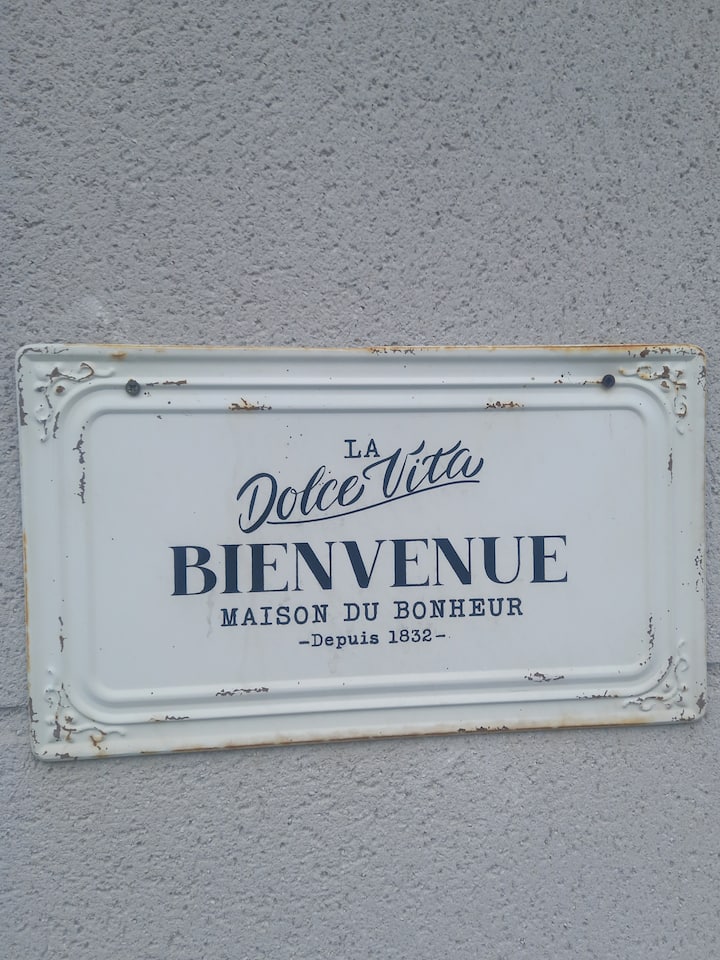 LA
Dolce Vita
BIENVENUE
MAISON DU BONHEUR
-Depuis 1832-